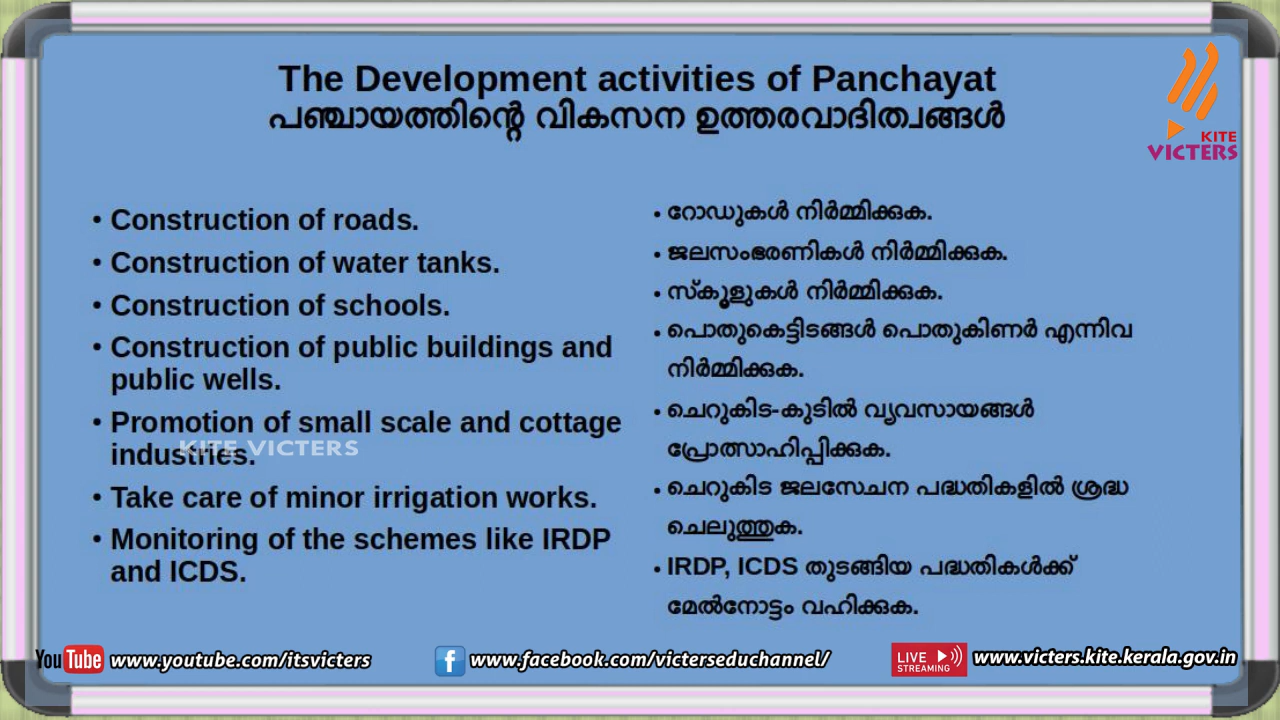 The Development activities of Panchayat
പഞ്ചായത്തിന്റെ വികസന ഉത്തരവാദിത്വങ്ങൾ
KITE
VICTERS
• Construction of roads.
• Construction of water tanks.
• Construction of schools.
• Construction of public buildings and
public wells.
• Promotion of small scale and cottage
industries.
• Take care of minor irrigation works.
• Monitoring of the schemes like IRDP
and ICDS.
• റോഡുകൾ നിർമ്മിക്കുക.
• ജലസംഭരണികൾ നിർമ്മിക്കുക.
• സ്കൂളുകൾ നിർമ്മിക്കുക.
• പൊതുകെട്ടിടങ്ങൾ പൊതുകിണർ എന്നിവ
നിർമ്മിക്കുക.
• ചെറുകിട-കുടിൽ വ്യവസായങ്ങൾ
പ്രോത്സാഹിപ്പിക്കുക.
• ചെറുകിട ജലസേചന പദ്ധതികളിൽ ശ്രദ്ധ
ചെലുത്തുക.
• IRDP, ICDS തുടങ്ങിയ പദ്ധതികൾക്ക്
മേൽനോട്ടം വഹിക്കുക.
KITE VICTERS
YouTube www.youtube.com/itsvicters
f www.facebook.com/victerseduchannel/
LIVE
STREAMING
www.victers.kite.kerala.gov.in